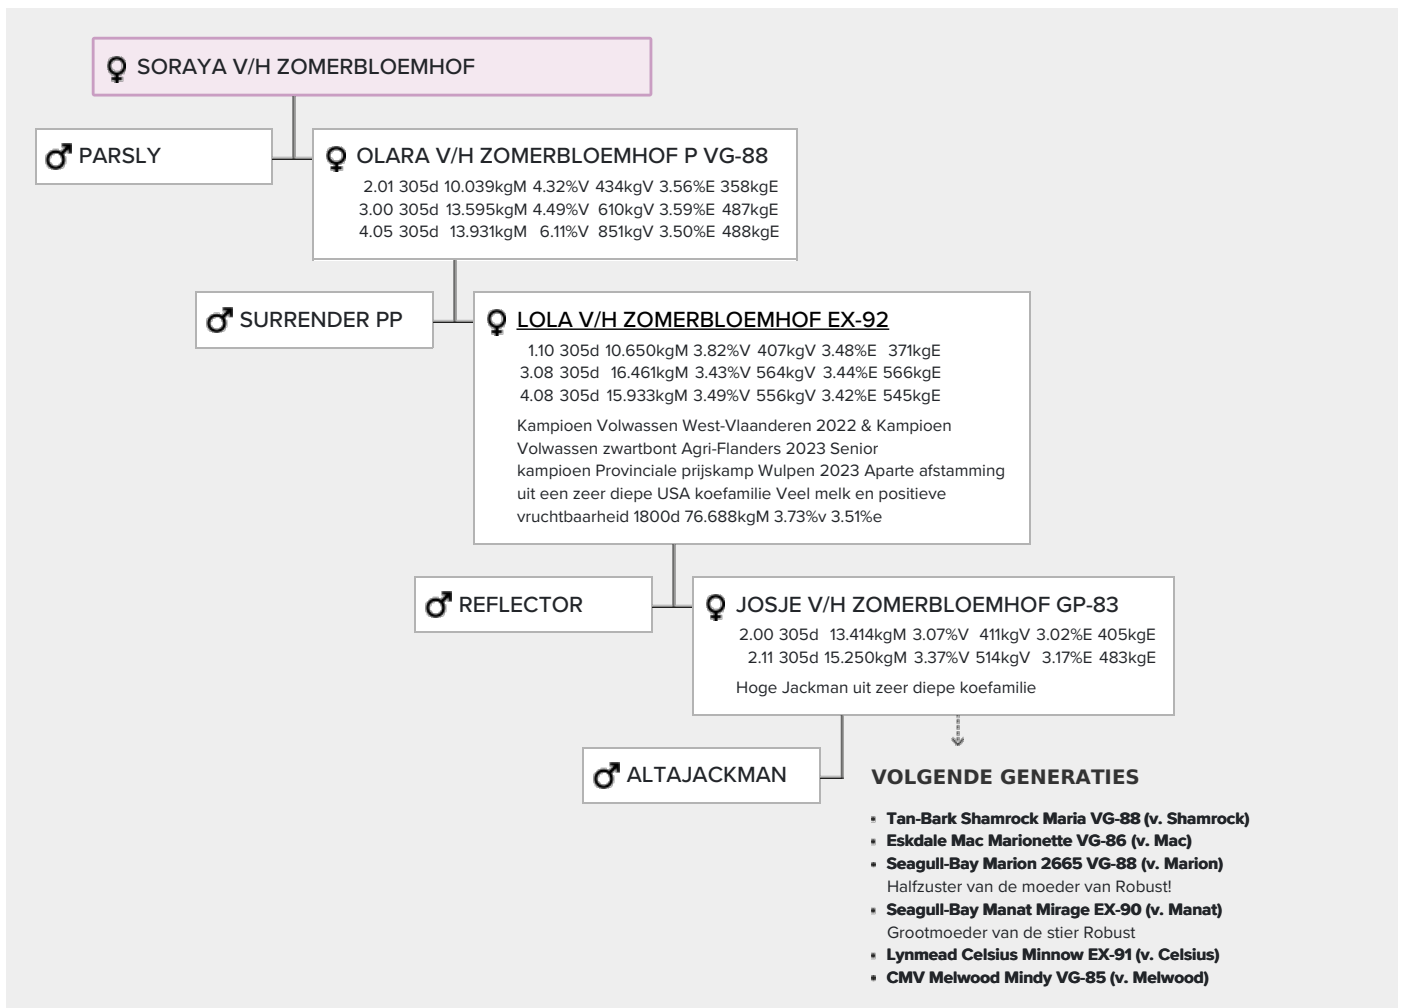 SORAYA V/H ZOMERBLOEMHOF
PARSLY
OLARA V/H ZOMERBLOEMHOF P VG-88
2.01 305d 10.039kgM 4.32%V 434kgV 3.56%E 358kgE
3.00 305d 13.595kgM 4.49%V 610kgV 3.59%E 487kgE
4.05 305d 13.931kgM 6.11%V 851kgV 3.50%E 488kgE
SURRENDER PP
LOLA V/H ZOMERBLOEMHOF EX-92
1.10 305d 10.650kgM 3.82%V 407kgV 3.48%E 371kgE
3.08 305d 16.461kgM 3.43%V 564kgV 3.44%E 566kgE
4.08 305d 15.933kgM 3.49%V 556kgV 3.42%E 545kgE
Kampioen Volwassen West-Vlaanderen 2022 & Kampioen
Volwassen zwartbont Agri-Flanders 2023 Senior
kampioen Provinciale prijskamp Wulpen 2023 Aparte afstamming
uit een zeer diepe USA koefamilie Veel melk en positieve
vruchtbaarheid 1800d 76.688kgM 3.73%v 3.51%e
REFLECTOR
JOSJE V/H ZOMERBLOEMHOF GP-83
2.00 305d 13.414kgM 3.07%V 411kgV 3.02%E 405kgE
2.11 305d 15.250kgM 3.37%V 514kgV 3.17%E 483kgE
Hoge Jackman uit zeer diepe koefamilie
ALTAJACKMAN
VOLGENDE GENERATIES
Tan-Bark Shamrock Maria VG-88 (v. Shamrock)
Eskdale Mac Marionette VG-86 (v. Mac)
Seagull-Bay Marion 2665 VG-88 (v. Marion)
Halfzuster van de moeder van Robust!
Seagull-Bay Manat Mirage EX-90 (v. Manat)
Grootmoeder van de stier Robust
Lynmead Celsius Minnow EX-91 (v. Celsius)
CMV Melwood Mindy VG-85 (v. Melwood)